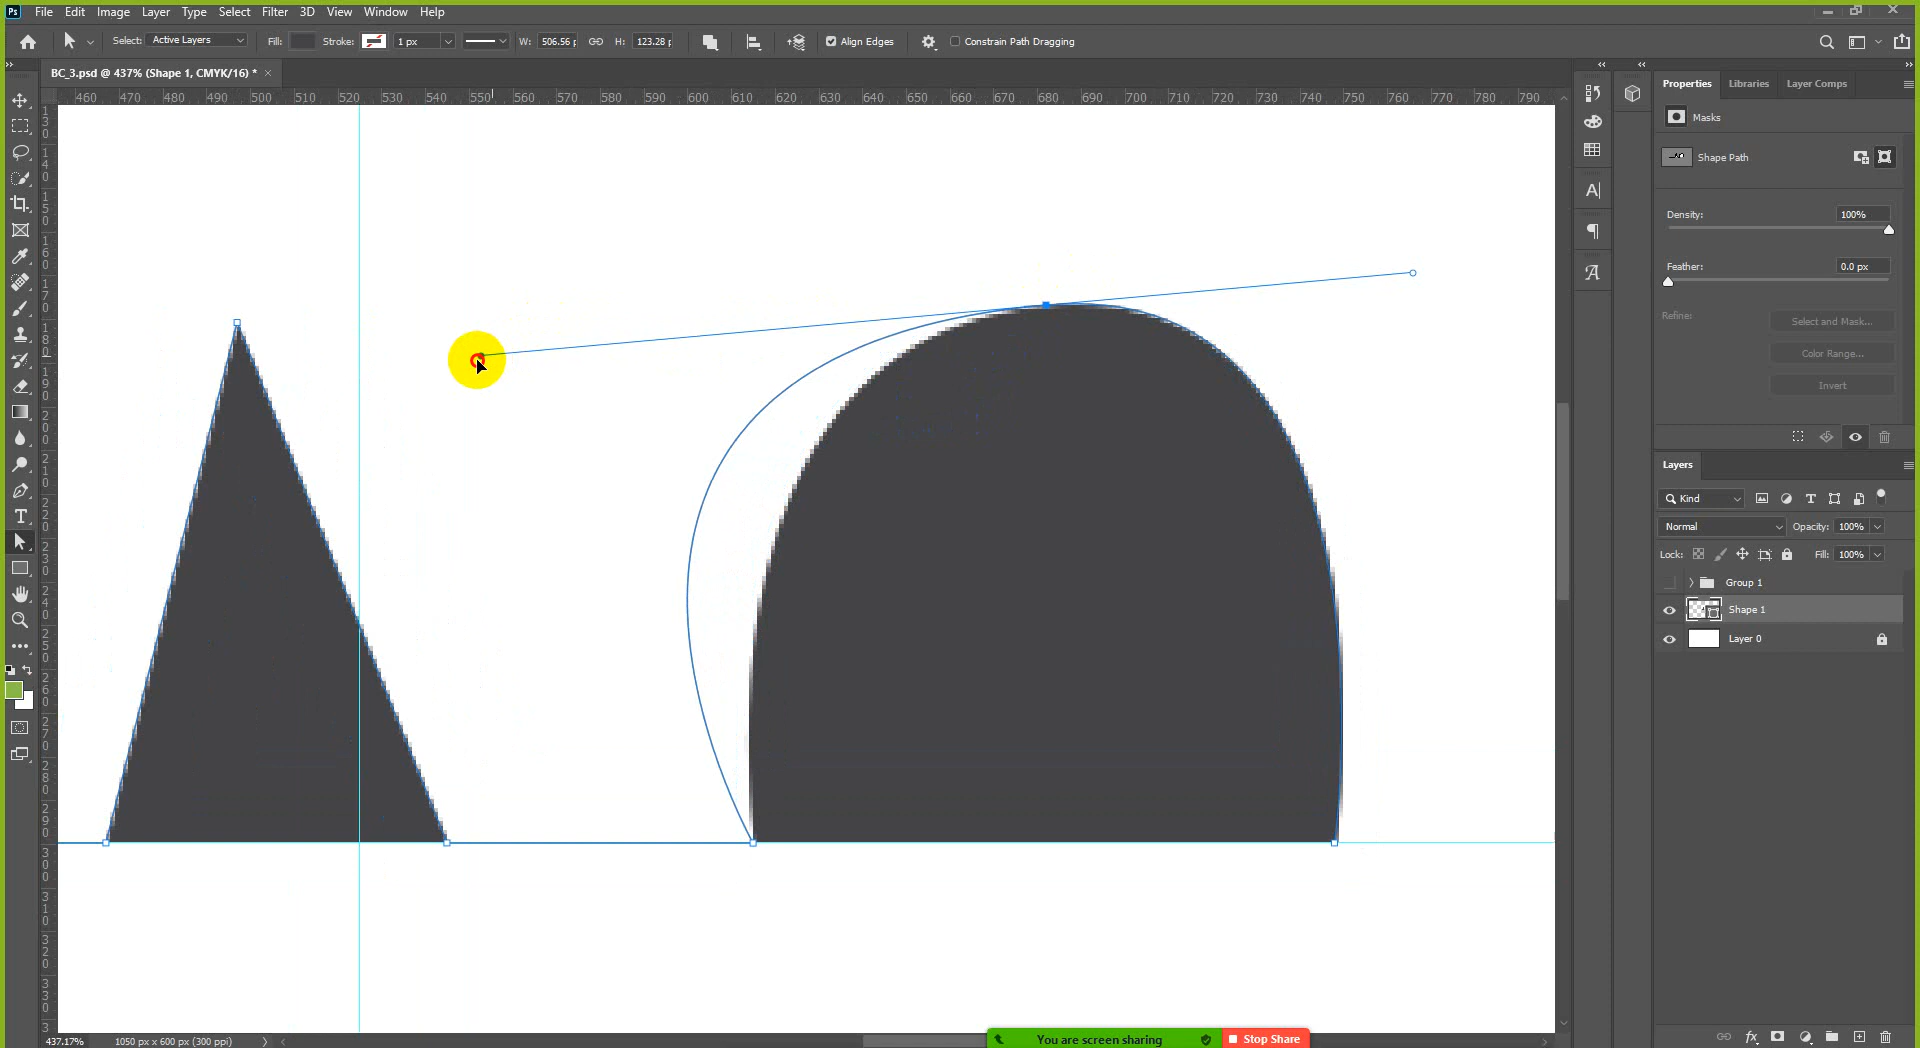 Ps File Edit Image Layer Type Select Filter 3D View Window Help
Select: Active Layers Fill: Stroke: 1 px W: 506.56 p H: 123.28 p Align Edges Constrain Path Dragging
BC_3.psd @ 437% (Shape 1, CMYK/16) * ×
460 470 480 490 500 510 520 530 540 550 560 570 580 590 600 610 620 630 640 650 660 670 680 690 700 710 720 730 740 750 760 770 780 790
Properties Libraries Layer Comps
Masks
Shape Path
Density: 100%
Feather: 0.0 px
Refine: Select and Mask...
Color Range...
Invert
Layers
Kind
Normal Opacity: 100%
Lock: Fill: 100%
Group 1
Shape 1
Layer 0
437.17% 1050 px x 600 px (300 ppi)
You are screen sharing Stop Share